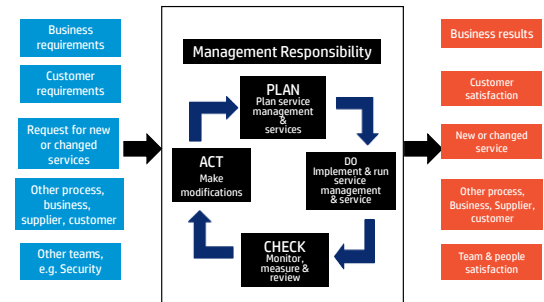 Business
requirements
Customer
requirements
Request for new
or changed
services
Other process,
business,
supplier, customer
Other teams,
e.g. Security
Management Responsibility
PLAN
Plan service
management
&
services
DO
Implement & run
service
management
& service
CHECK
Monitor,
measure &
review
ACT
Make
modifications
Business results
Customer
satisfaction
New or changed
service
Other process,
Business, Supplier,
customer
Team & people
satisfaction